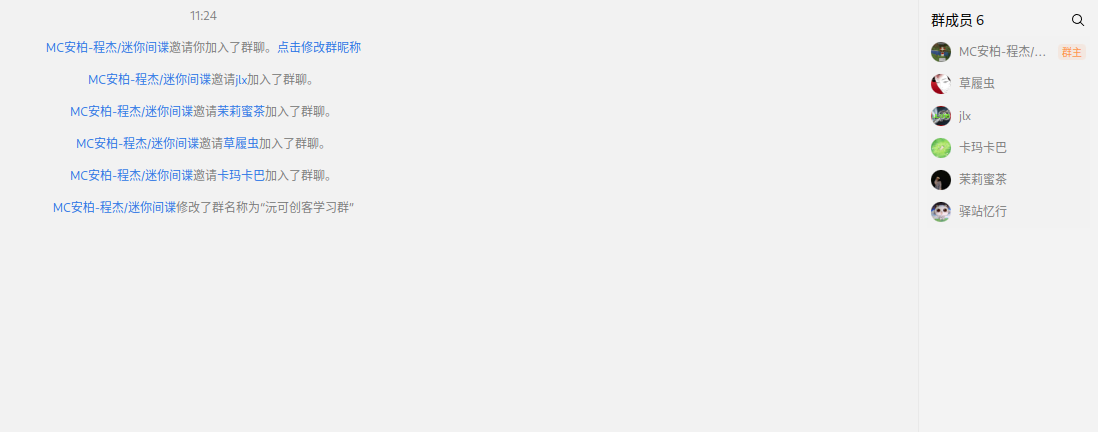 11:24
MC安柏-程杰/迷你间谍邀请你加入了群聊。点击修改群昵称
MC安柏-程杰/迷你间谍邀请jlx加入了群聊。
MC安柏-程杰/迷你间谍邀请茉莉蜜茶加入了群聊。
MC安柏-程杰/迷你间谍邀请草履虫加入了群聊。
MC安柏-程杰/迷你间谍邀请卡玛卡巴加入了群聊。
MC安柏-程杰/迷你间谍修改了群名称为“沅可创客学习群”
群成员 6
MC安柏-程杰/... 群主
草履虫
jlx
卡玛卡巴
茉莉蜜茶
驿站忆行